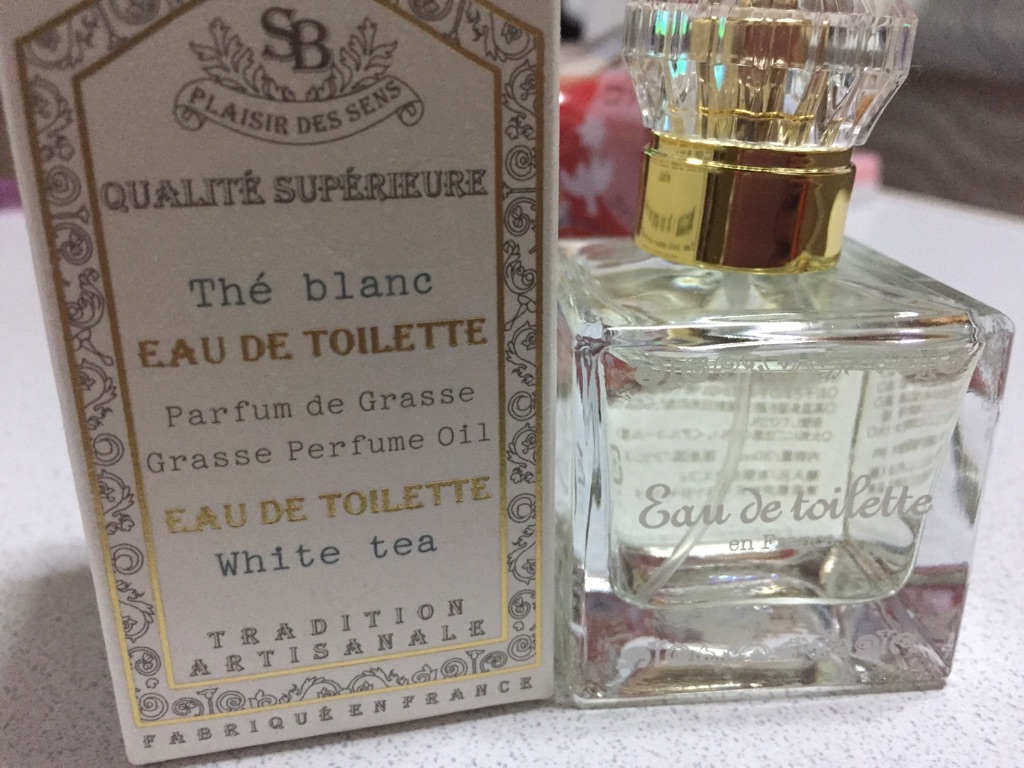 SB
PLAISIR DES SENS
QUALITÉ SUPÉRIEURE
Thé blanc
EAU DE TOILETTE
Parfum de Grasse
Grasse Perfume Oil
EAU DE TOILETTE
White tea
TRADITION
ARTISANALE
FABRIQUÉ EN FRANCE
Eau de toilette
en